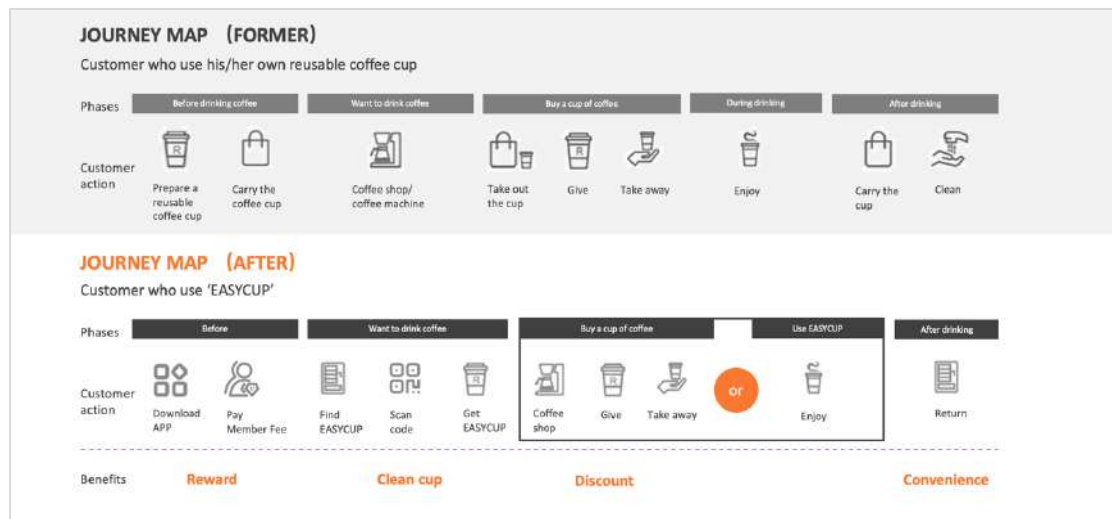 JOURNEY MAP (FORMER)
Customer who use his/her own reusable coffee cup
Phases
Before drinking coffee
Want to drink coffee
Buy a cup of coffee
During drinking
After drinking
Customer
action
R
R
Prepare a
reusable
coffee cup
Carry the
coffee cup
Coffee shop/
coffee machine
Take out
the cup
Give
Take away
Enjoy
Carry the
cup
Clean
JOURNEY MAP (AFTER)
Customer who use 'EASYCUP'
Phases
Before
Want to drink coffee
Buy a cup of coffee
Use EASYCUP
After drinking
Customer
action
R
R
or
Download
APP
Pay
Member Fee
Find
EASYCUP
Scan
code
Get
EASYCUP
Coffee
shop
Give
Take away
Enjoy
Return
Benefits
Reward
Clean cup
Discount
Convenience